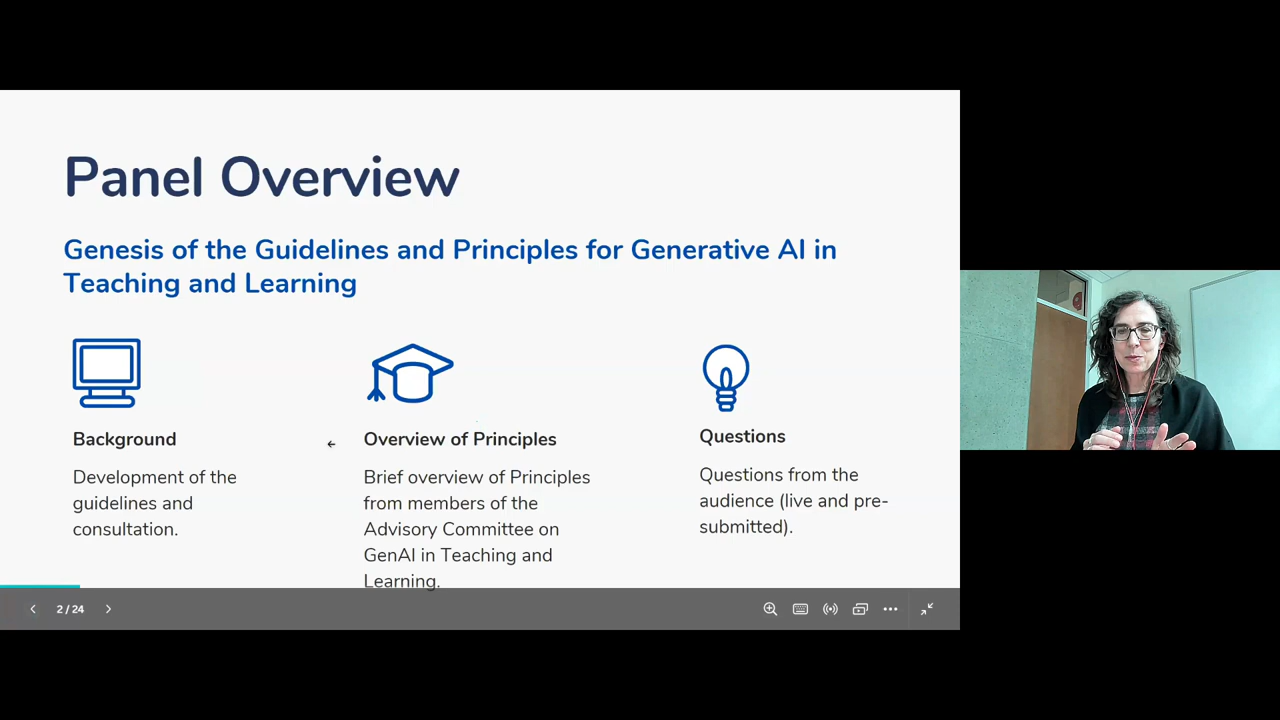 Panel Overview
Genesis of the Guidelines and Principles for Generative AI in
Teaching and Learning
Background
Development of the
guidelines and
consultation.
Overview of Principles
Brief overview of Principles
from members of the
Advisory Committee on
GenAI in Teaching and
Learning.
Questions
Questions from the
audience (live and pre-
submitted).
2 / 24